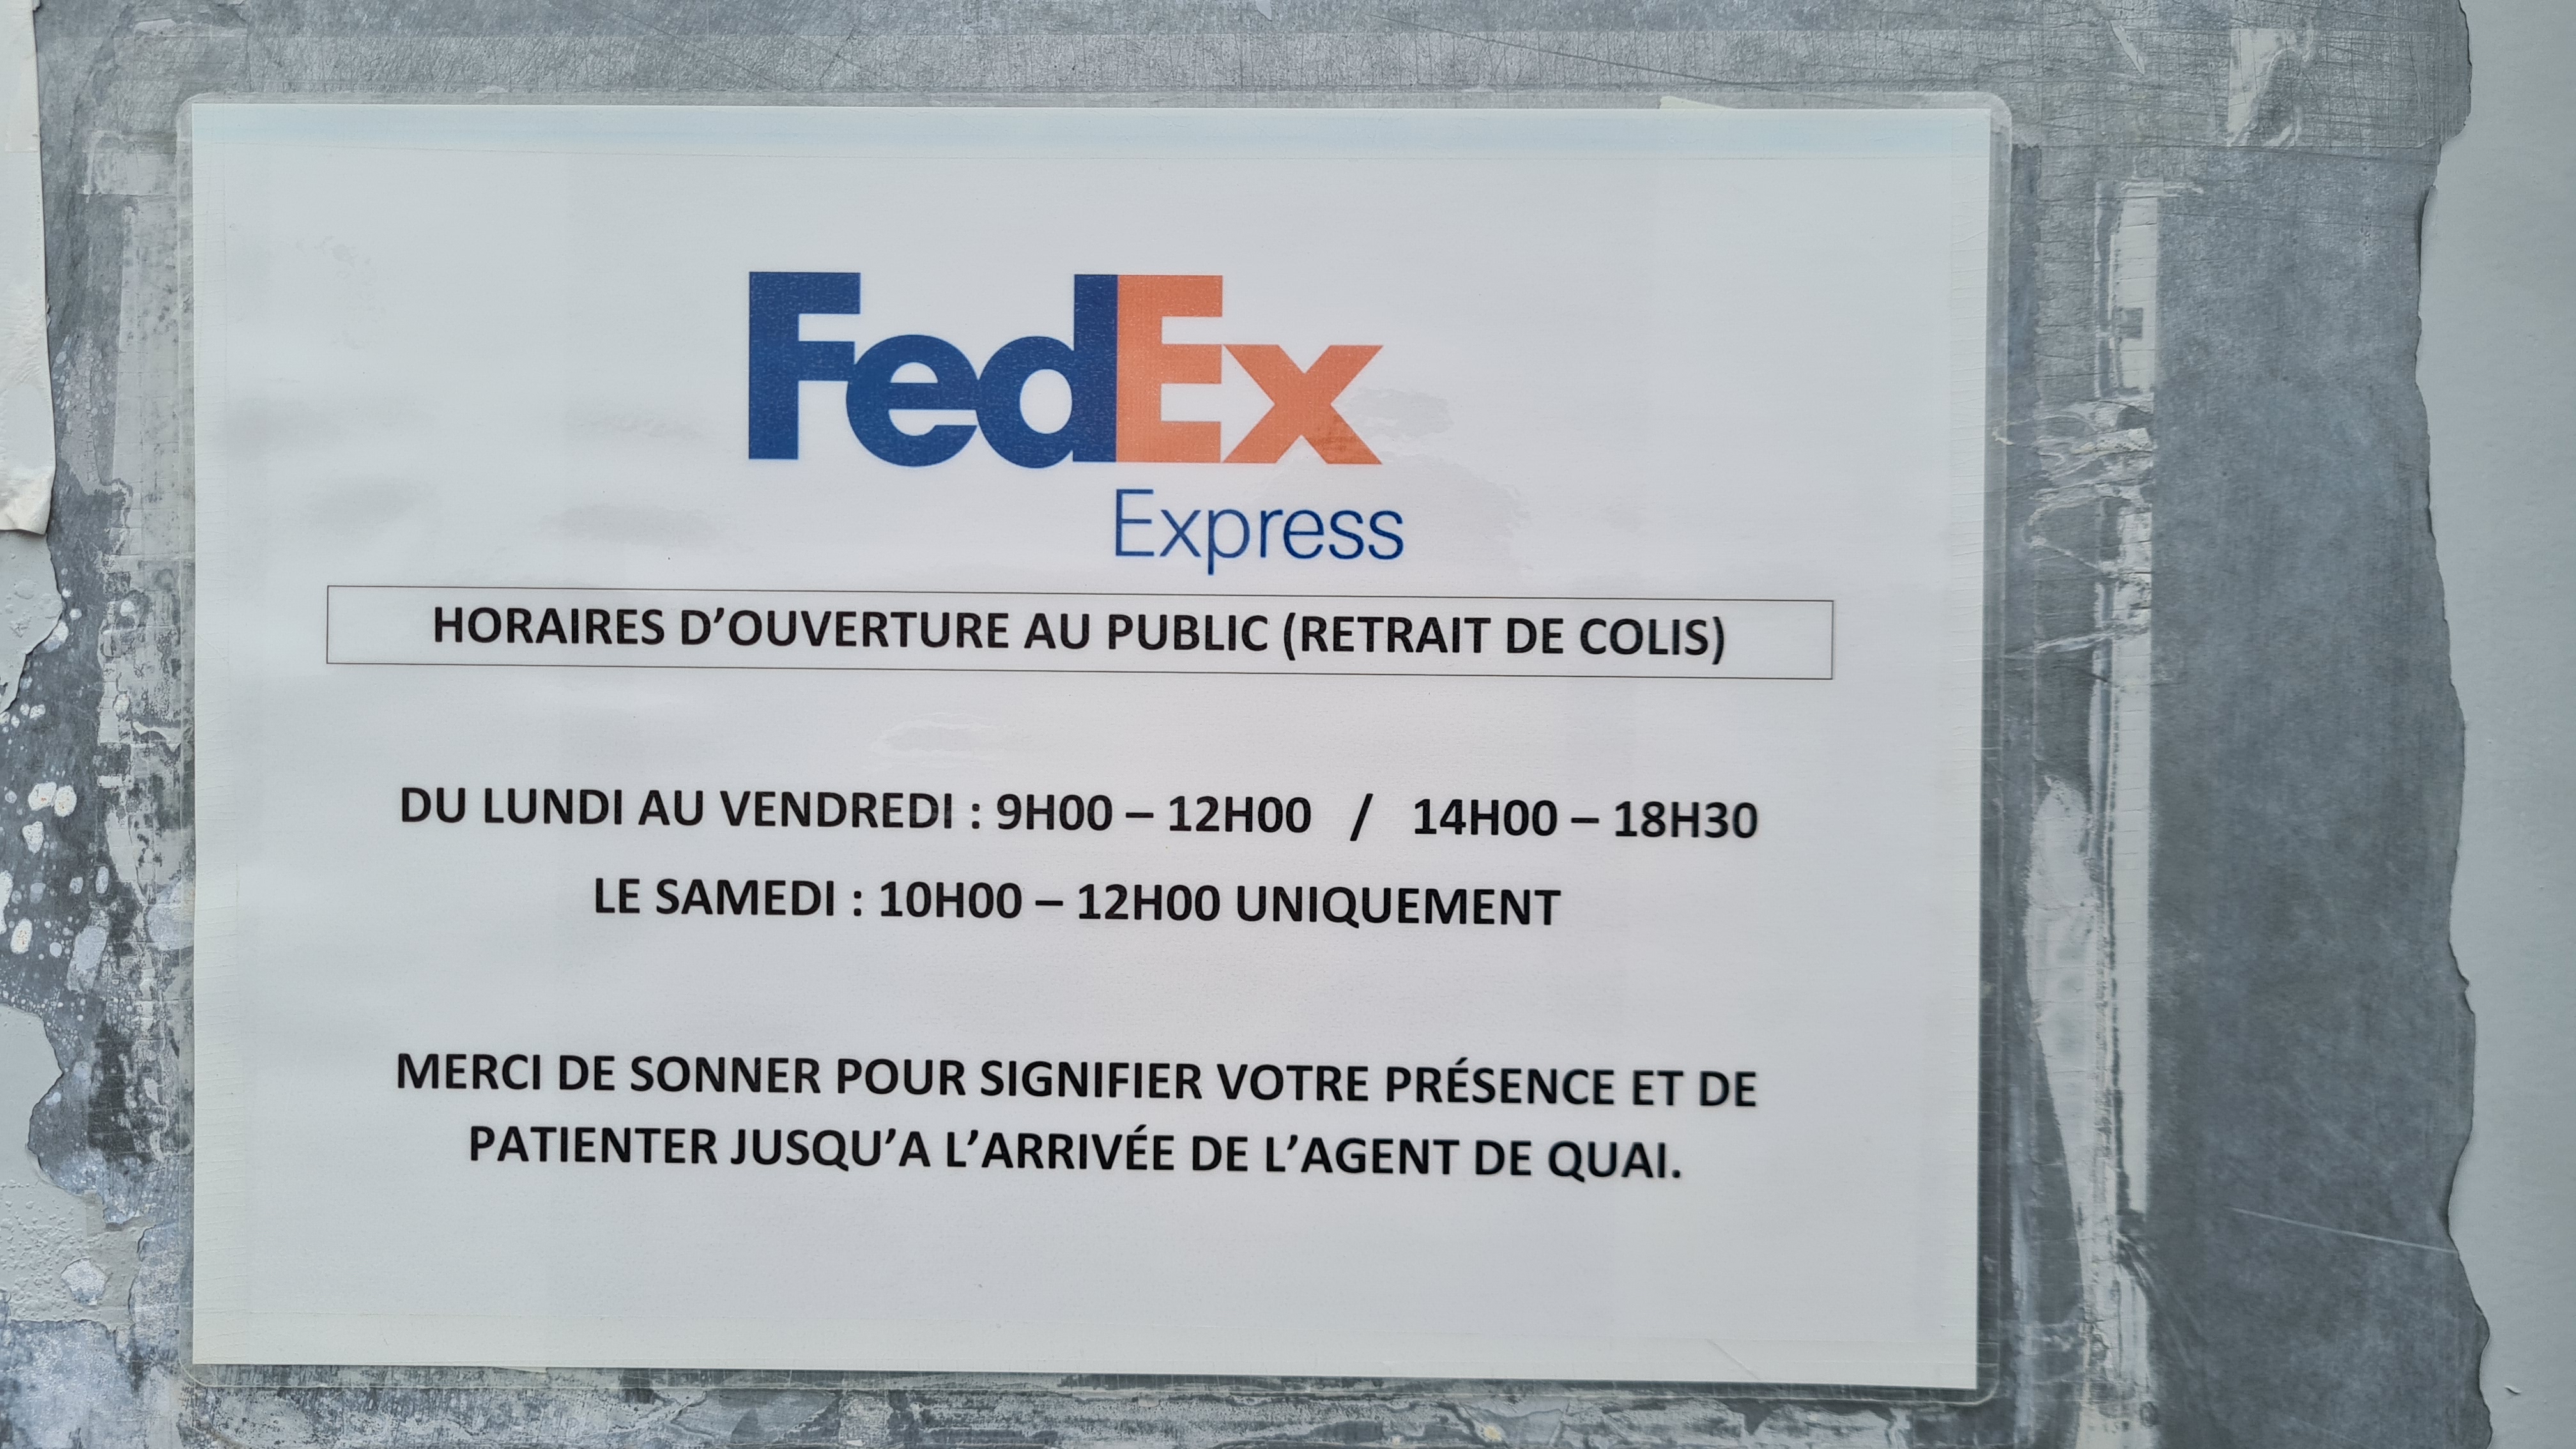 FedEx
Express
HORAIRES D’OUVERTURE AU PUBLIC (RETRAIT DE COLIS)
DU LUNDI AU VENDREDI : 9H00 – 12H00 / 14H00 – 18H30
LE SAMEDI : 10H00 – 12H00 UNIQUEMENT
MERCI DE SONNER POUR SIGNIFIER VOTRE PRÉSENCE ET DE
PATIENTER JUSQU’A L’ARRIVÉE DE L’AGENT DE QUAI.